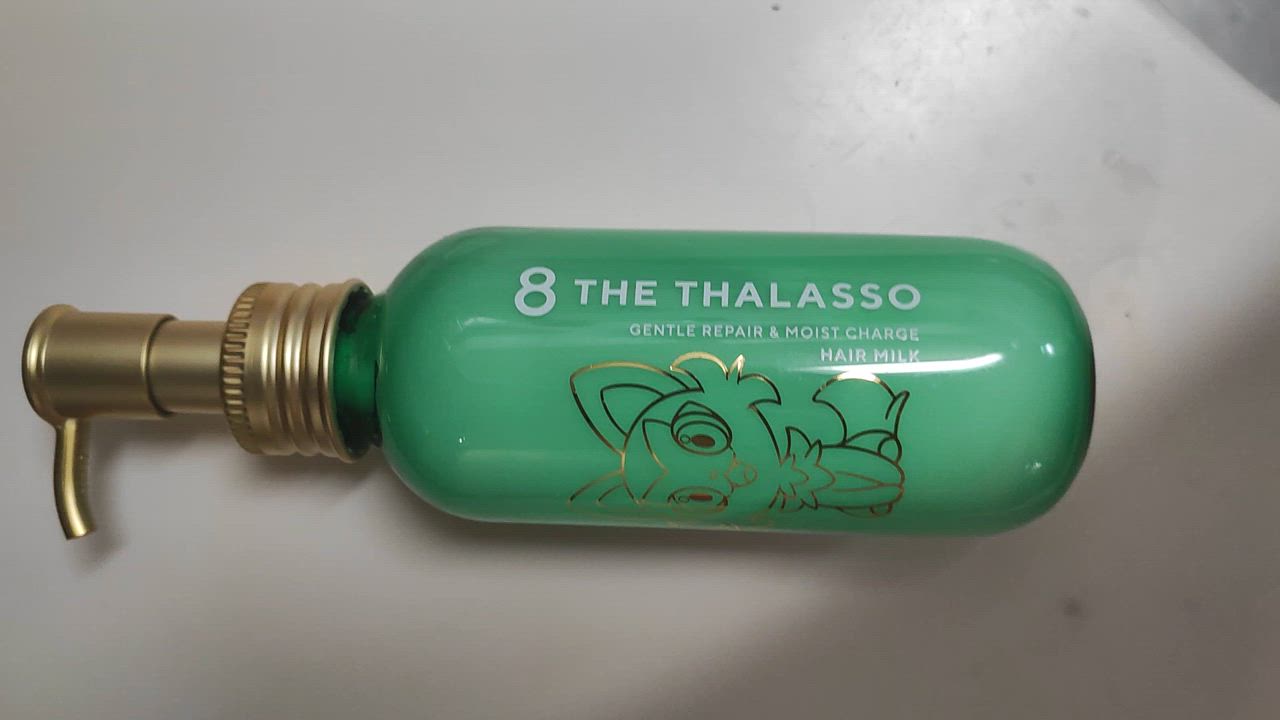 8 THE THALASSO
GENTLE REPAIR & MOIST CHARGE
HAIR MILK